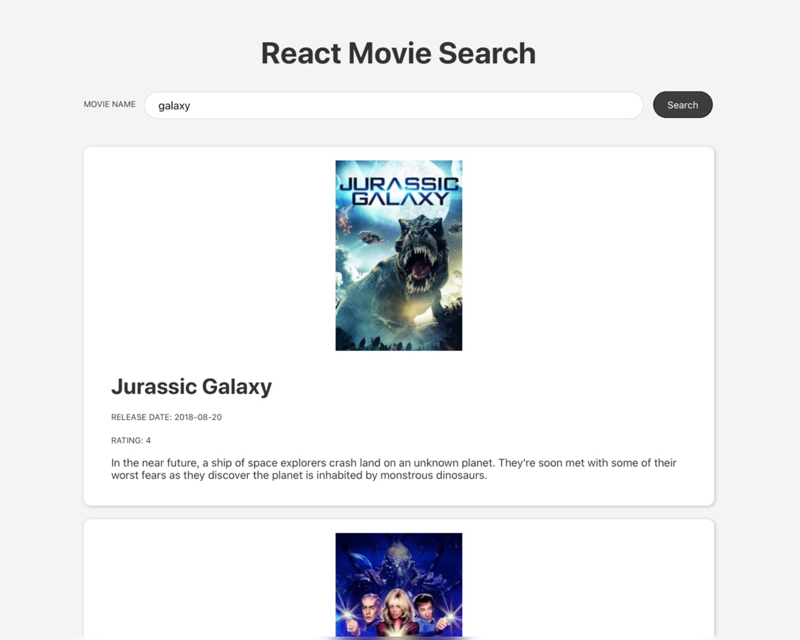 React Movie Search
MOVIE NAME
galaxy
Search
JURASSIC
GALAXY
Jurassic Galaxy
RELEASE DATE: 2018-08-20
RATING: 4
In the near future, a ship of space explorers crash land on an unknown planet. They're soon met with some of their
worst fears as they discover the planet is inhabited by monstrous dinosaurs.